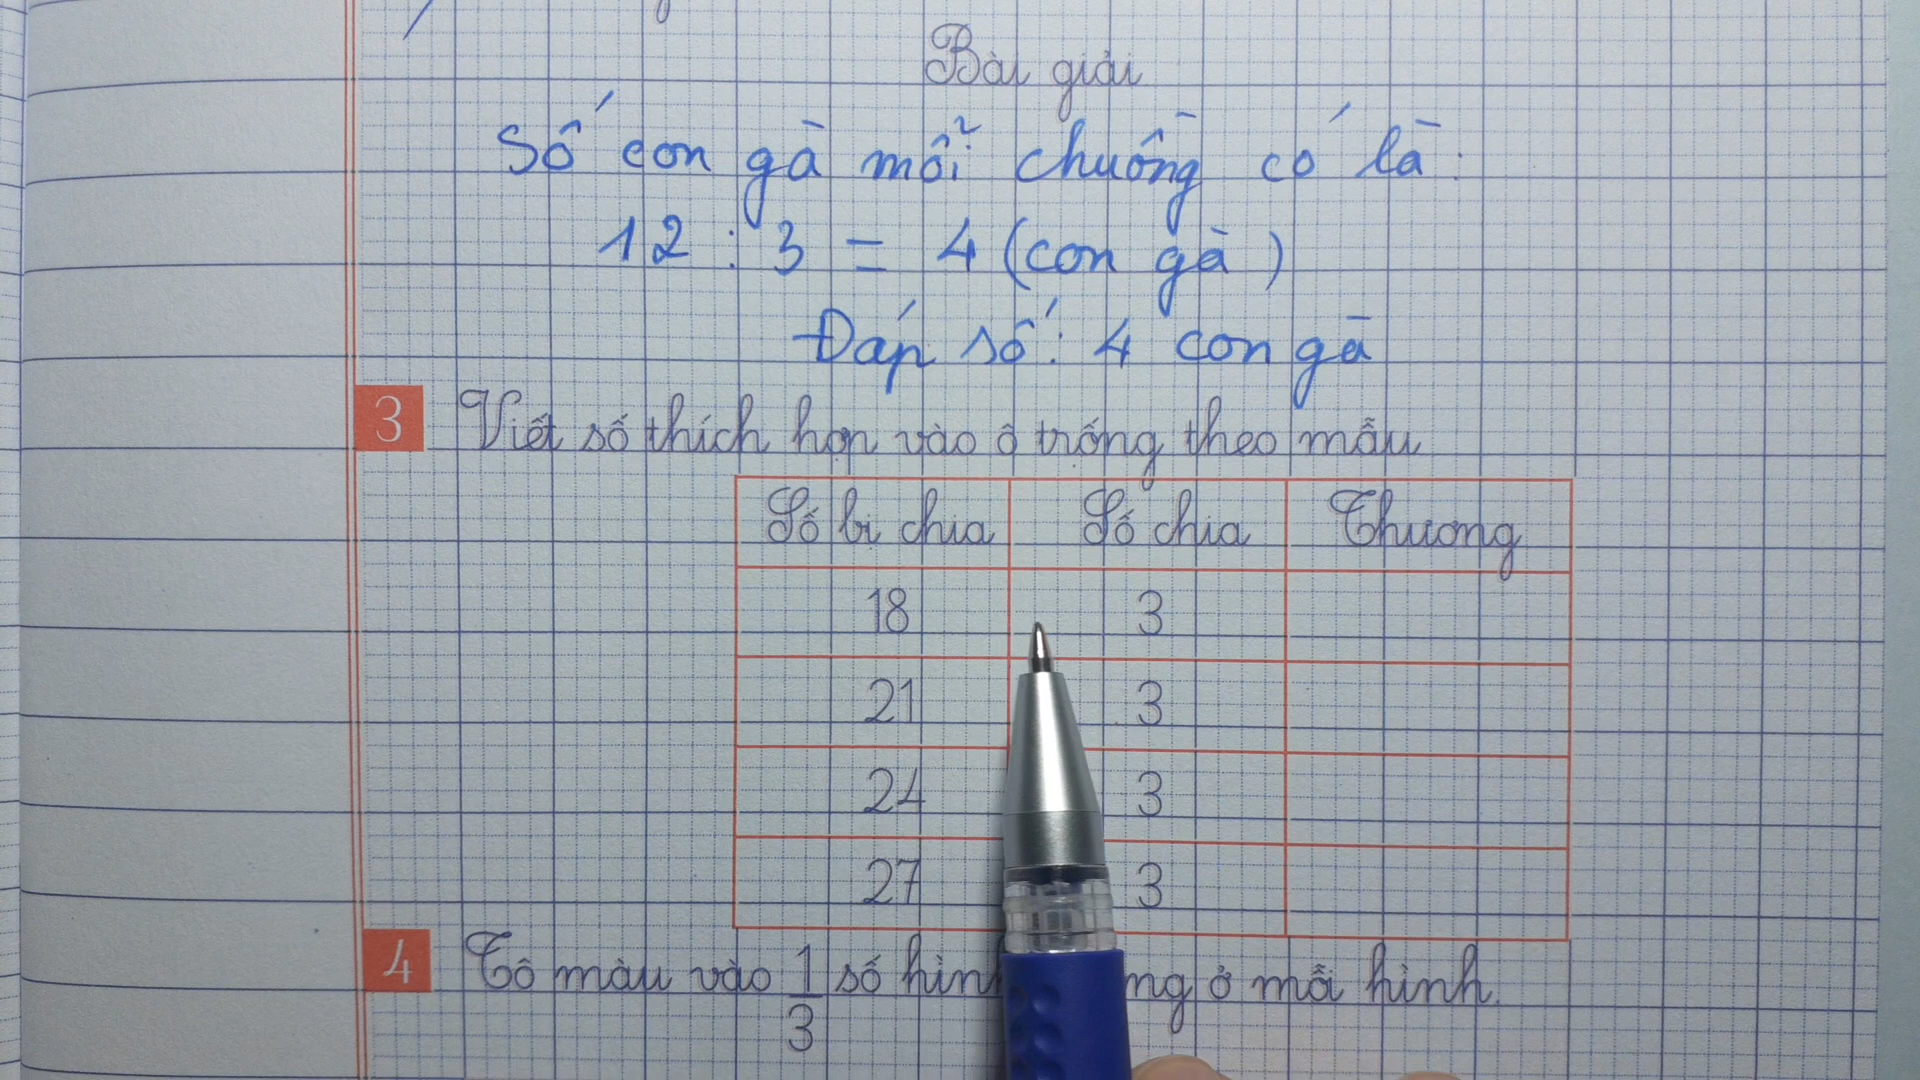 Bài giải
Số con gà mỗi chuồng có là:
12 : 3 = 4 (con gà)
Đáp số: 4 con gà
3 Viết số thích hợp vào ô trống theo mẫu
Số bị chia Số chia Thương
18 3
21 3
24 3
27 3
4 Tô màu vào 1/3 số hình ở mỗi hình.